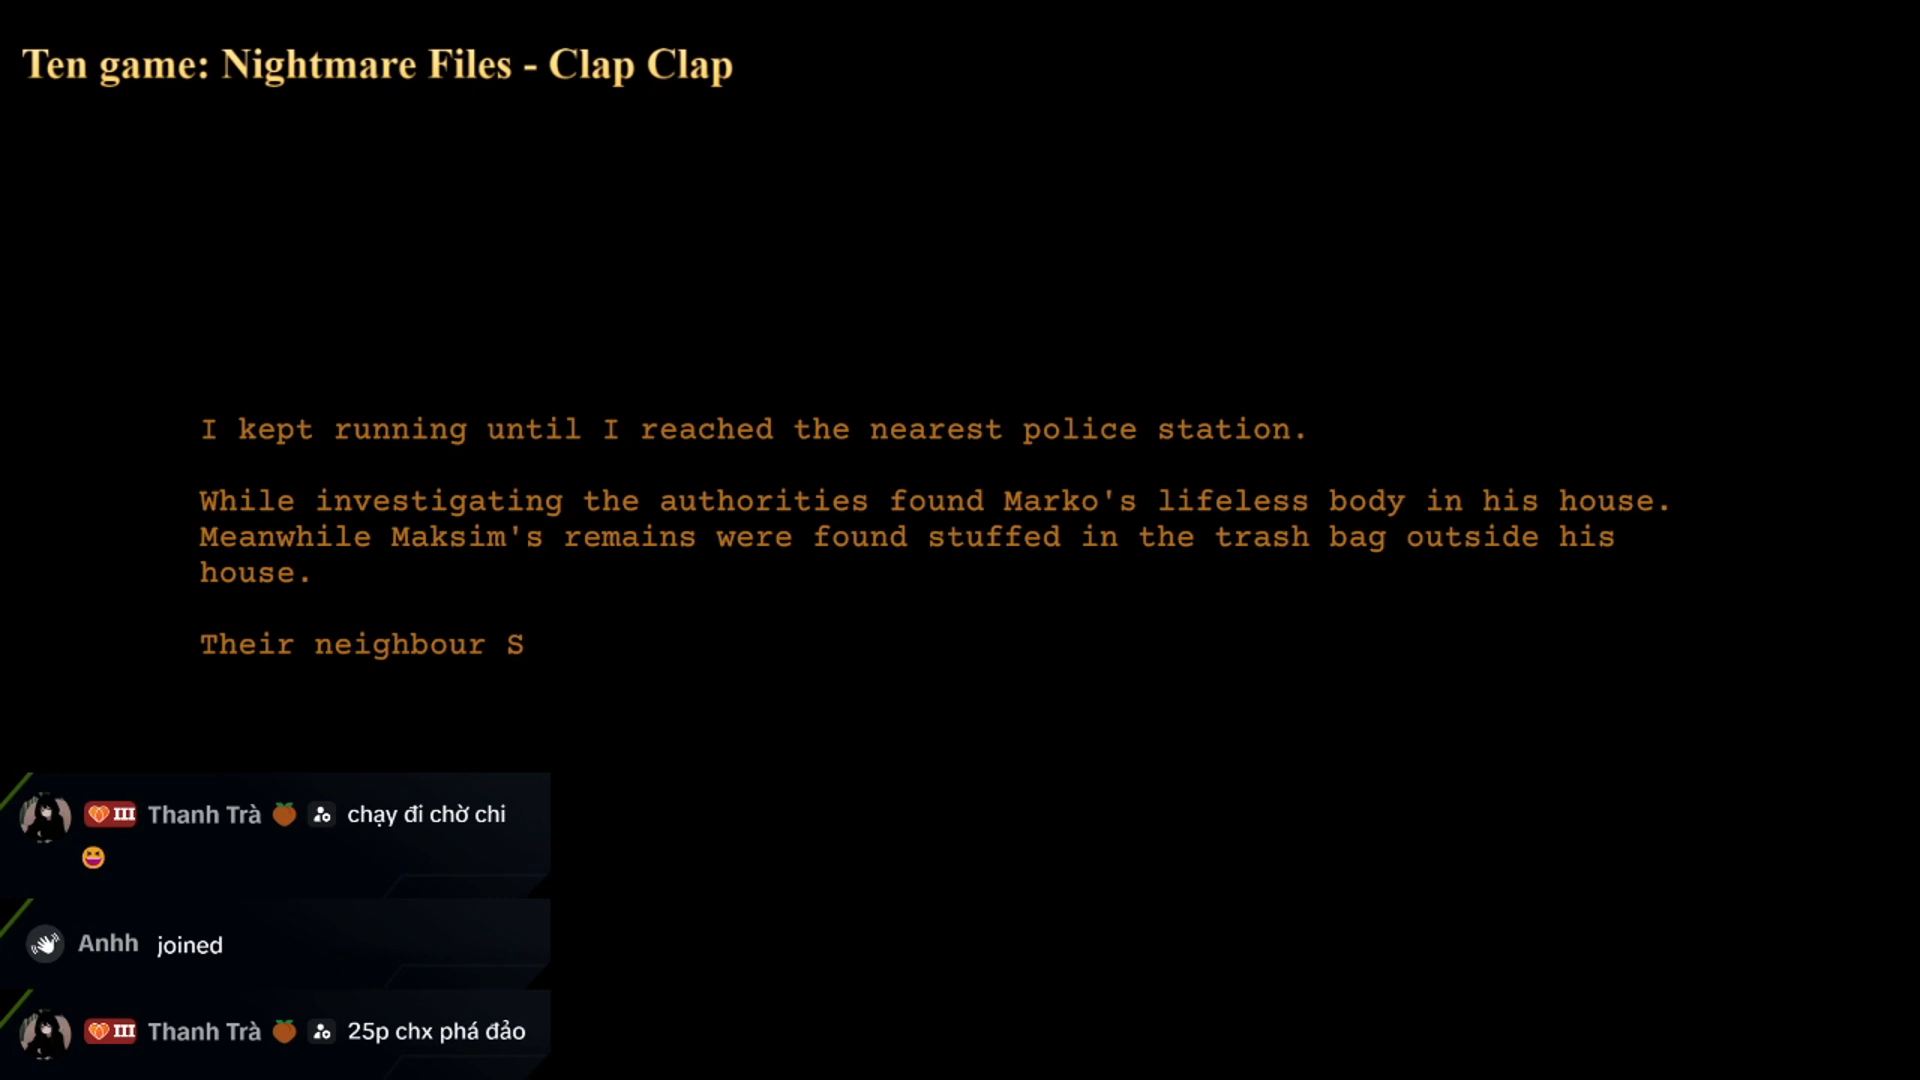 Ten game: Nightmare Files - Clap Clap
I kept running until I reached the nearest police station.
While investigating the authorities found Marko's lifeless body in his house.
Meanwhile Maksim's remains were found stuffed in the trash bag outside his
house.
Their neighbour S
III Thanh Trà chạy đi chờ chi
Anhh joined
III Thanh Trà 25p chx phá đảo